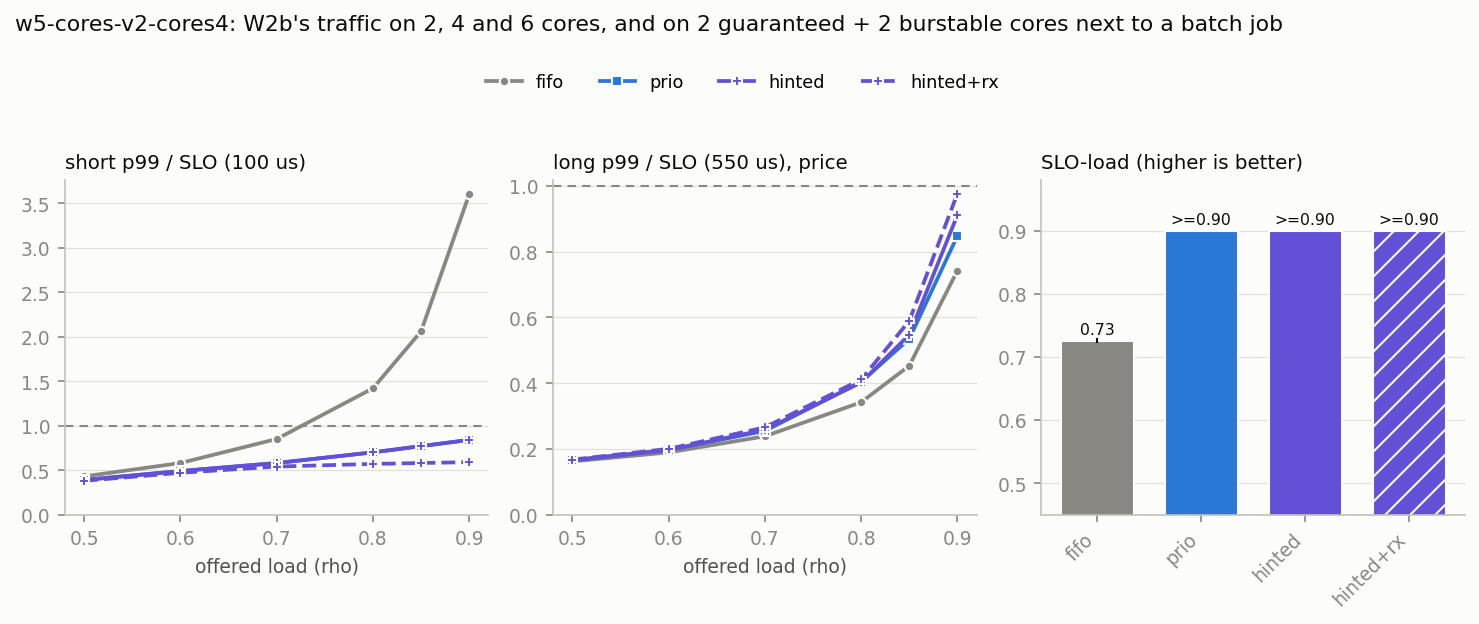 w5-cores-v2-cores4: W2b's traffic on 2, 4 and 6 cores, and on 2 guaranteed + 2 burstable cores next to a batch job
fifo prio hinted hinted+rx
short p99 / SLO (100 us)
3.5
3.0
2.5
2.0
1.5
1.0
0.5
0.0
0.5 0.6 0.7 0.8 0.9
offered load (rho)
long p99 / SLO (550 us), price
1.0
0.8
0.6
0.4
0.2
0.0
0.5 0.6 0.7 0.8 0.9
offered load (rho)
SLO-load (higher is better)
0.9
0.8
0.7
0.6
0.5
0.73
>=0.90
>=0.90
>=0.90
fifo
prio
hinted
hinted+rx